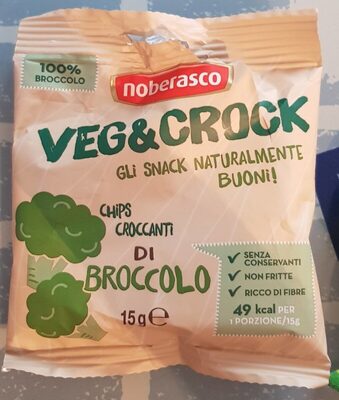 100%
BROCCOLO
noberasco
VEG&CROCK
GLI SNACK NATURALMENTE
BUONI!
CHIPS
CROCCANTI
DI
BROCCOLO
15g℮
✓ SENZA
CONSERVANTI
✓ NON FRITTE
✓ RICCO DI FIBRE
49 kcal PER
1 PORZIONE/15g